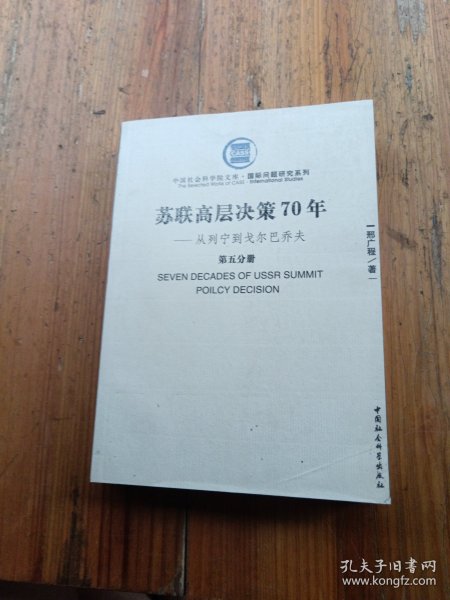 CASS
中国社会科学院文库·国际问题研究系列
The Selected Works of CASS · International Studies
苏联高层决策70年
——从列宁到戈尔巴乔夫
第五分册
SEVEN DECADES OF USSR SUMMIT
POILCY DECISION
邢广程/著
中国社会科学出版社
孔夫子旧书网
www.kongfz.com